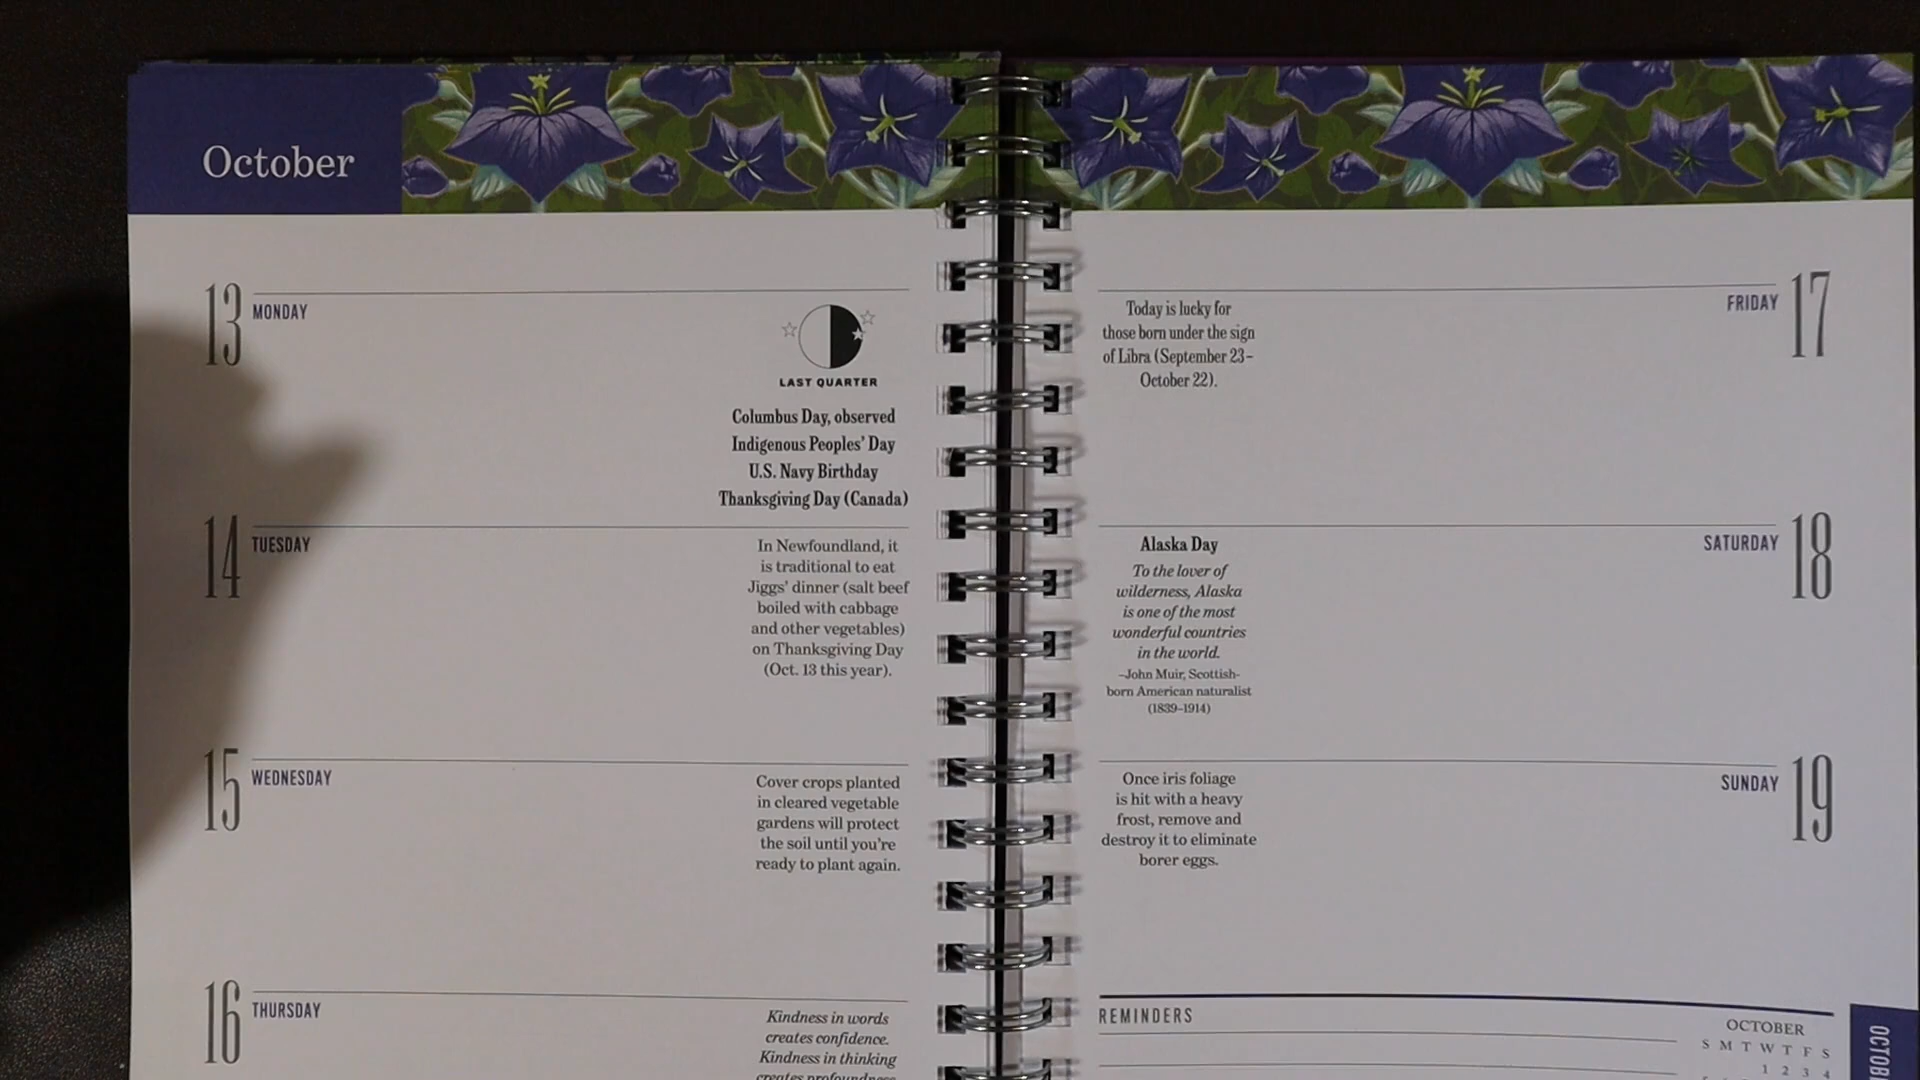 October
13 MONDAY
LAST QUARTER
Columbus Day, observed
Indigenous Peoples' Day
U.S. Navy Birthday
Thanksgiving Day (Canada)
14 TUESDAY
In Newfoundland, it
is traditional to eat
Jiggs' dinner (salt beef
boiled with cabbage
and other vegetables)
on Thanksgiving Day
(Oct. 13 this year).
15 WEDNESDAY
Cover crops planted
in cleared vegetable
gardens will protect
the soil until you're
ready to plant again.
16 THURSDAY
Kindness in words
creates confidence.
Kindness in thinking
creates profoundness
FRIDAY 17
Today is lucky for
those born under the sign
of Libra (September 23–
October 22).
SATURDAY 18
Alaska Day
To the lover of
wilderness, Alaska
is one of the most
wonderful countries
in the world.
–John Muir, Scottish-
born American naturalist
(1839–1914)
SUNDAY 19
Once iris foliage
is hit with a heavy
frost, remove and
destroy it to eliminate
borer eggs.
REMINDERS
OCTOBER
S M T W T F S
1 2 3 4